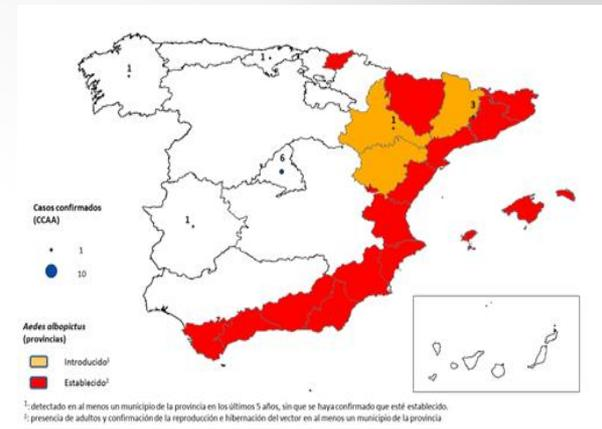 1
1
3
1
6
1
Casos confirmados
(CCAA)
1
10
Aedes albopictus
(provincias)
Introducido¹
Establecido²
¹: detectado en al menos un municipio de la provincia en los últimos 5 años, sin que se haya confirmado que esté establecido.
²: presencia de adultos y confirmación de la reproducción e hibernación del vector en al menos un municipio de la provincia